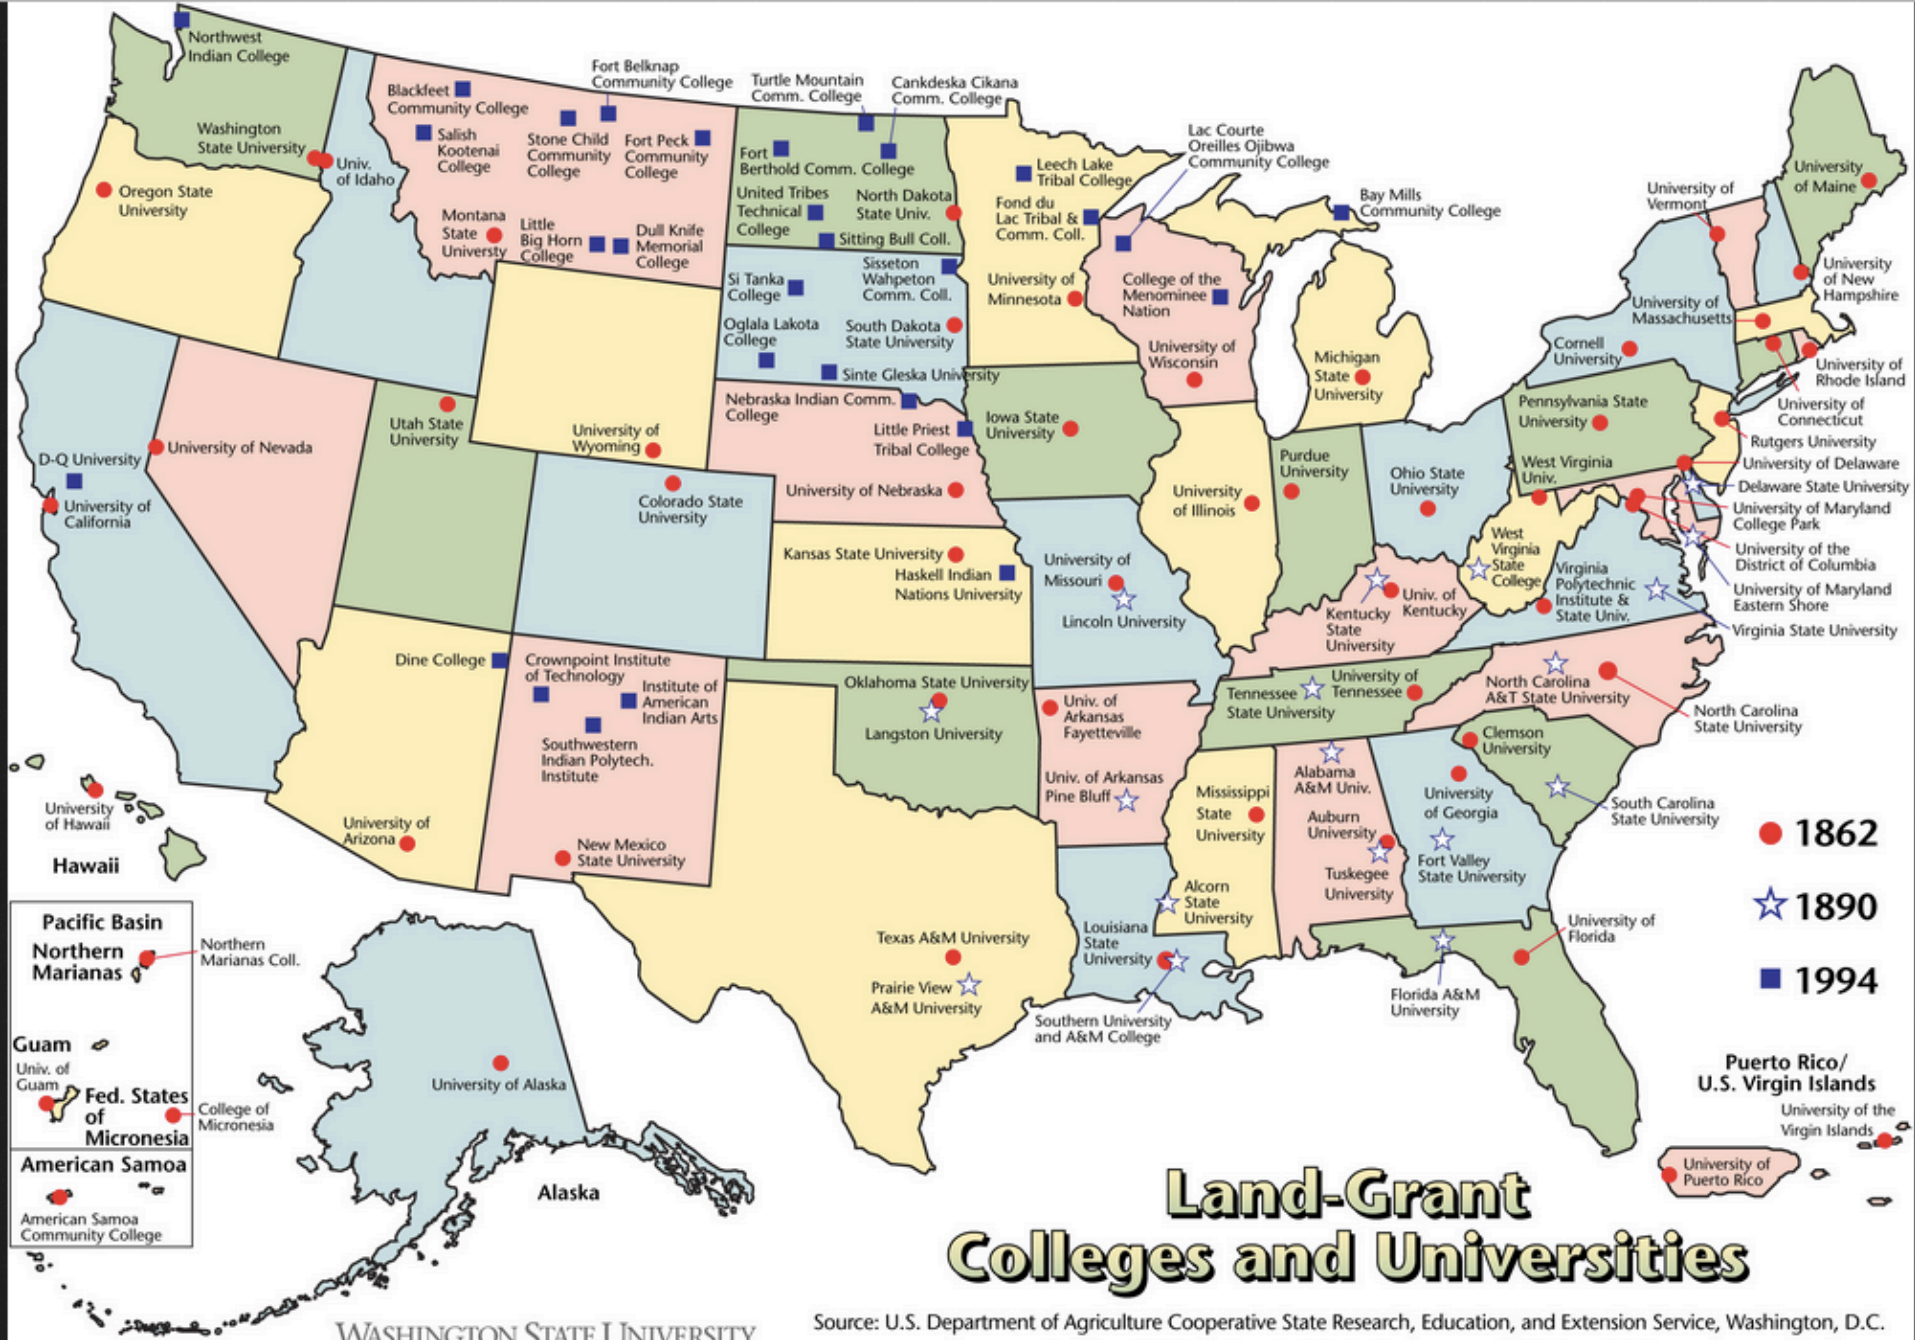 Northwest
Indian College
Washington
State University
Univ.
of Idaho
Oregon State
University
Blackfeet
Community College
Salish
Kootenai
College
Fort Belknap
Community College
Stone Child
Community
College
Fort Peck
Community
College
Montana
State
Universty
Little
Big Horn
College
Dull Knife
Memorial
College
Turtle Mountain
Comm. College
Cankdeska Cikana
Comm. College
Fort
Berthold Comm. College
United Tribes
Technical
College
North Dakota
State Univ.
Sitting Bull Coll.
Si Tanka
College
Sisseton
Wahpeton
Comm. Coll.
Oglala Lakota
College
South Dakota
State University
Sinte Gleska University
Leech Lake
Tribal College
Fond du
Lac Tribal &
Comm. Coll.
University of
Minnesota
Lac Courte
Oreilles Ojibwa
Community College
College of the
Menominee
Nation
University of
Wisconsin
Bay Mills
Community College
Michigan
State
University
University of
Vermont
University
of Maine
University
of New
Hampshire
University of
Massachusetts
Cornell
University
University of
Rhode Island
University of
Connecticut
Rutgers University
University of Delaware
Delaware State University
University of Maryland
College Park
University of the
District of Columbia
University of Maryland
Eastern Shore
Virginia State University
Pennsylvania State
University
West Virginia
Univ.
West
Virginia
State
College
Virginia
Polytechnic
Institute &
State Univ.
Ohio State
University
Purdue
University
University
of Illinois
Iowa State
University
Nebraska Indian Comm.
College
Little Priest
Tribal College
University of Nebraska
Kansas State University
Haskell Indian
Nations University
University of
Missouri
Lincoln University
Kentucky
State
University
Univ. of
Kentucky
Tennessee
State University
University of
Tennessee
North Carolina
A&T State University
North Carolina
State University
Clemson
University
South Carolina
State University
University
of Georgia
Fort Valley
State University
Alabama
A&M Univ.
Auburn
University
Tuskegee
University
Mississippi
State
University
Alcorn
State
University
Univ. of
Arkansas
Fayetteville
Univ. of Arkansas
Pine Bluff
Louisiana
State
University
Southern University
and A&M College
University of
Florida
Florida A&M
University
Oklahoma State University
Langston University
Texas A&M University
Prairie View
A&M University
University of
Wyoming
Colorado State
University
Utah State
University
University of Nevada
D-Q University
University of
California
Dine College
University of
Arizona
Crownpoint Institute
of Technology
Institute of
American
Indian Arts
Southwestern
Indian Polytech.
Institute
New Mexico
State University
University
of Hawaii
Hawaii
Pacific Basin
Northern
Marianas
Northern
Marianas Coll.
Guam
Univ. of
Guam
Fed. States
of
Micronesia
College of
Micronesia
American Samoa
American Samoa
Community College
University of Alaska
Alaska
1862
1890
1994
Puerto Rico/
U.S. Virgin Islands
University of the
Virgin Islands
University of
Puerto Rico
Land-Grant
Colleges and Universities
WASHINGTON STATE UNIVERSITY
Source: U.S. Department of Agriculture Cooperative State Research, Education, and Extension Service, Washington, D.C.